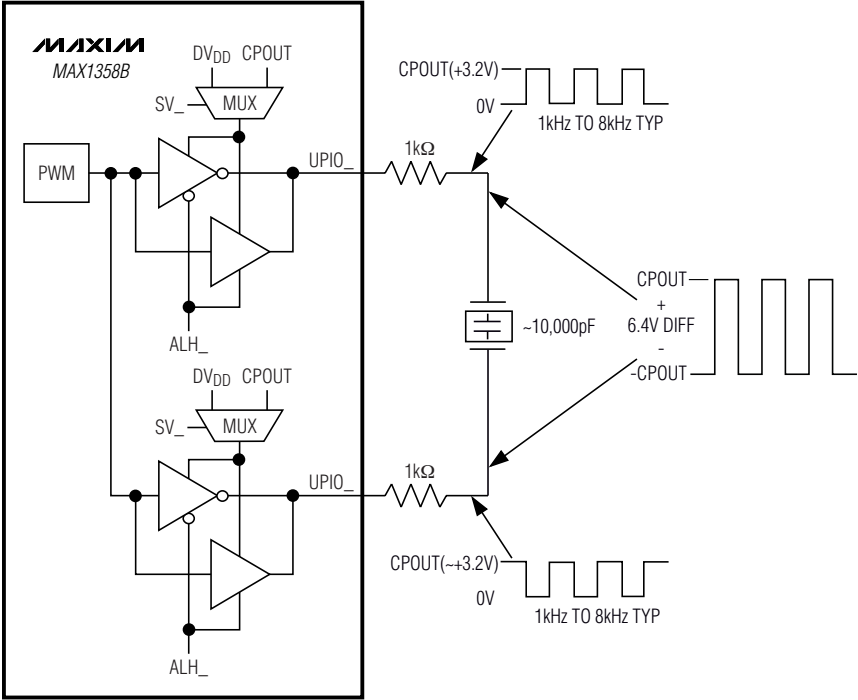 MAXIM
MAX1358B
DVDD CPOUT
SV_
MUX
PWM
UPIO_
ALH_
DVDD CPOUT
SV_
MUX
UPIO_
ALH_
1kΩ
CPOUT(+3.2V)
0V
1kHz TO 8kHz TYP
~10,000pF
CPOUT
+
6.4V DIFF
-
-CPOUT
1kΩ
CPOUT(~+3.2V)
0V
1kHz TO 8kHz TYP